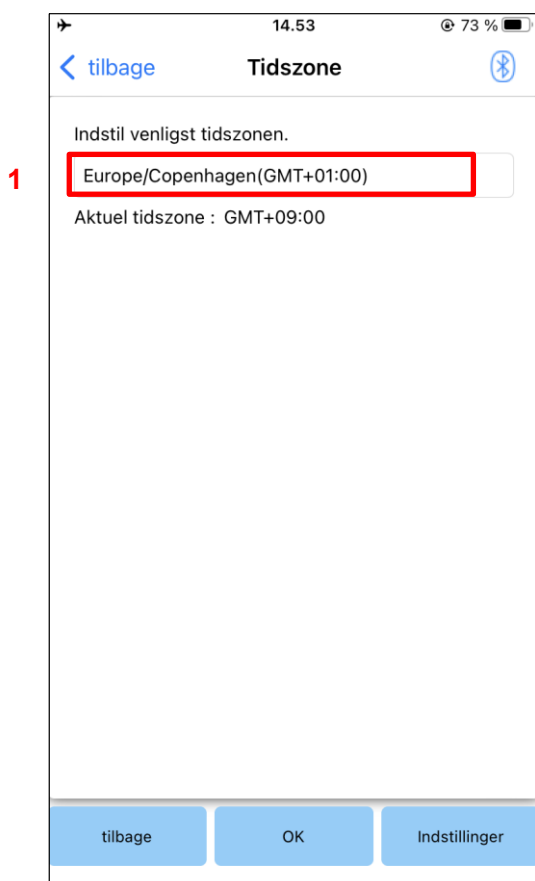 14.53 73 %
tilbage Tidszone
Indstil venligst tidszonen.
1 Europe/Copenhagen(GMT+01:00)
Aktuel tidszone : GMT+09:00
tilbage OK Indstillinger